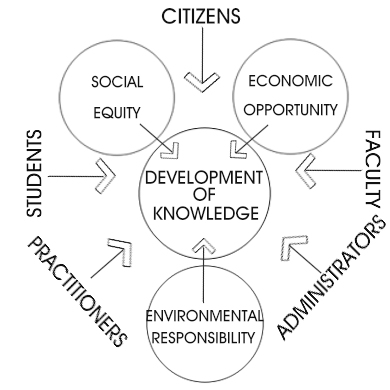 CITIZENS
SOCIAL
EQUITY
ECONOMIC
OPPORTUNITY
STUDENTS
FACULTY
DEVELOPMENT
OF
KNOWLEDGE
PRACTITIONERS
ADMINISTRATORS
ENVIRONMENTAL
RESPONSIBILITY